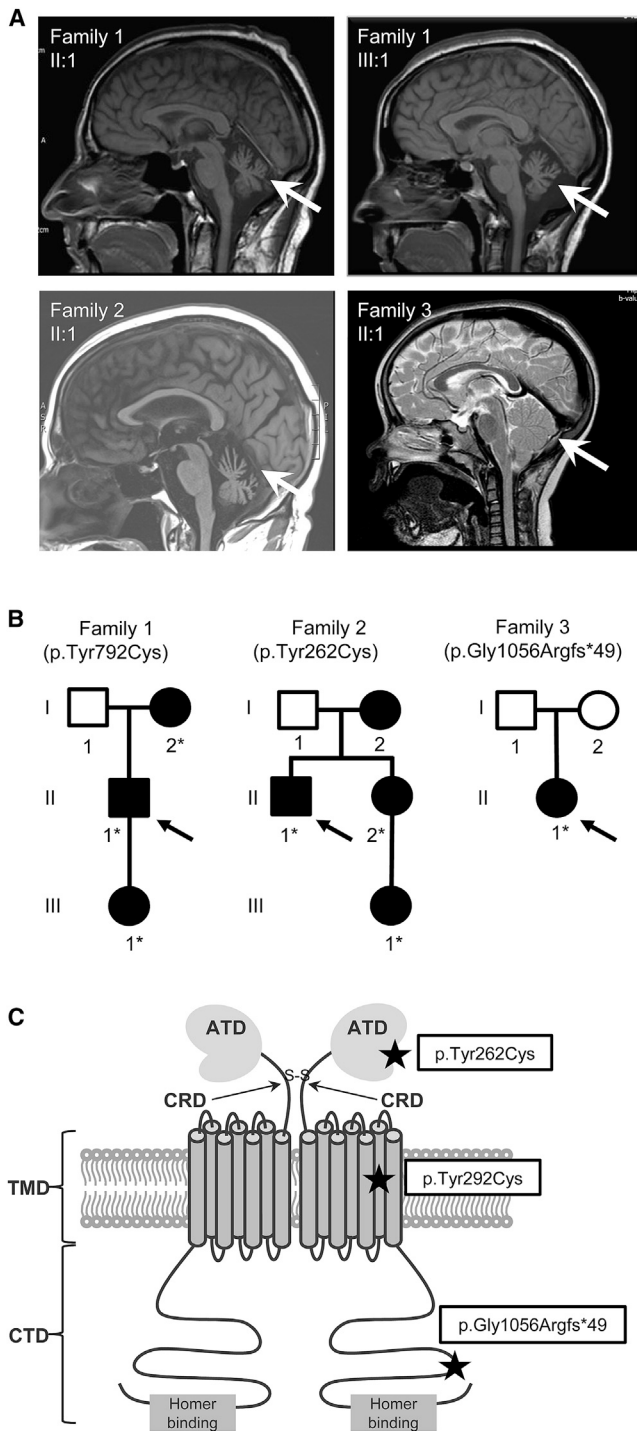 A
Family 1
II:1
Family 1
III:1
A
2cm
Family 2
II:1
Family 3
II:1
b-valu
A
P
B
Family 1
(p.Tyr792Cys)
Family 2
(p.Tyr262Cys)
Family 3
(p.Gly1056Argfs*49)
I
1
2*
I
1
2
I
1
2
II
1*
II
1*
2*
II
1*
III
1*
III
1*
C
ATD
ATD
p.Tyr262Cys
S-S
CRD
CRD
TMD
p.Tyr292Cys
CTD
p.Gly1056Argfs*49
Homer
binding
Homer
binding